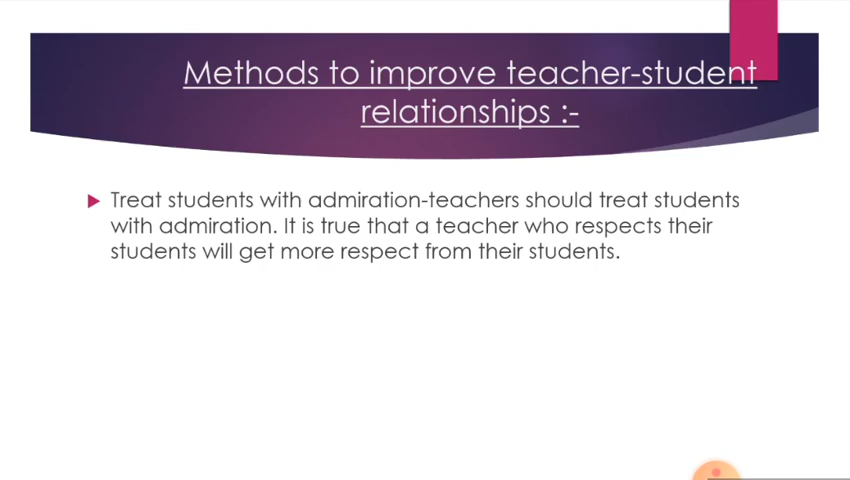 Methods to improve teacher-student
relationships :-
Treat students with admiration-teachers should treat students
with admiration. It is true that a teacher who respects their
students will get more respect from their students.